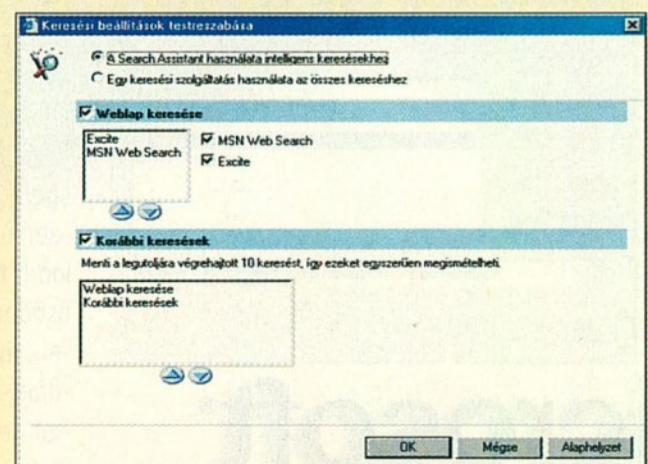 Keresési beállítások testreszabása
A Search Assistant használata intelligens keresésekhez
Egy keresési szolgáltatás használata az összes kereséshez
Weblap keresése
Excite
MSN Web Search
MSN Web Search
Excite
Korábbi keresések
Menti a legutoljára végrehajtott 10 keresést, így ezeket egyszerűen megismételheti.
Weblap keresése
Korábbi keresések
OK Mégse Alaphelyzet